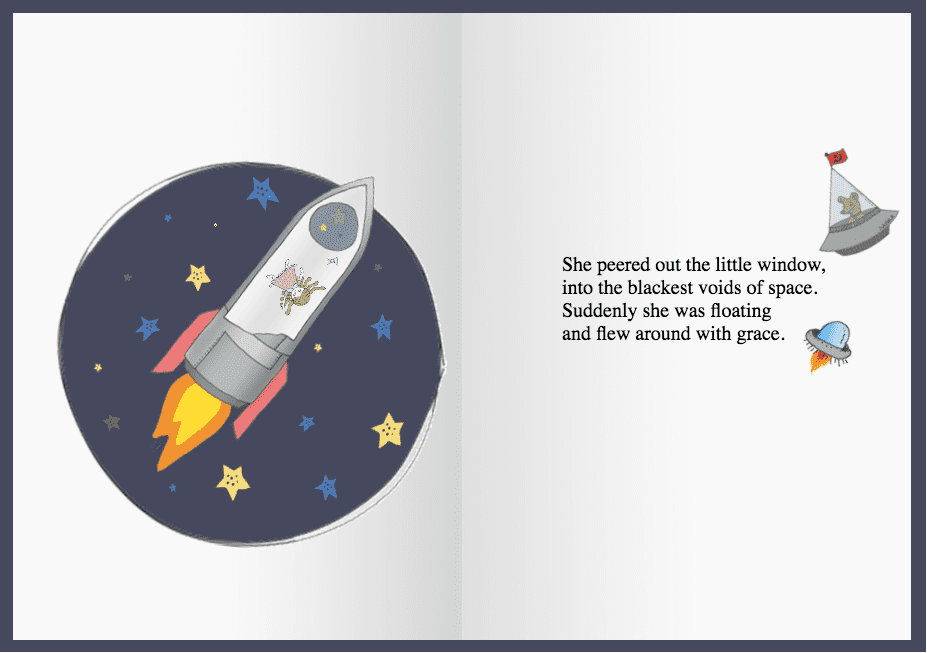 She peered out the little window,
into the blackest voids of space.
Suddenly she was floating
and flew around with grace.